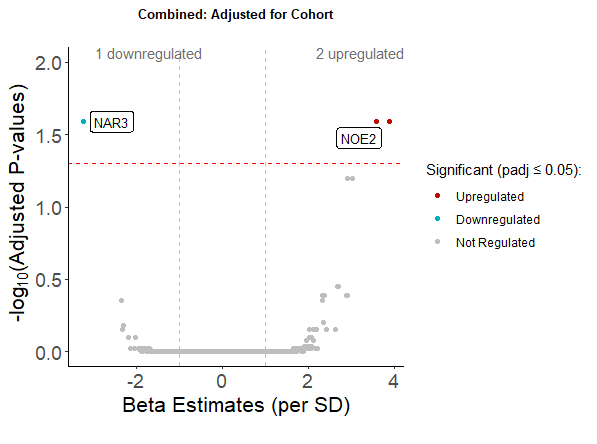 Combined: Adjusted for Cohort
1 downregulated
2 upregulated
2.0
1.5
1.0
0.5
0.0
-log10(Adjusted P-values)
NAR3
NOE2
-2
0
2
4
Beta Estimates (per SD)
Significant (padj ≤ 0.05):
Upregulated
Downregulated
Not Regulated